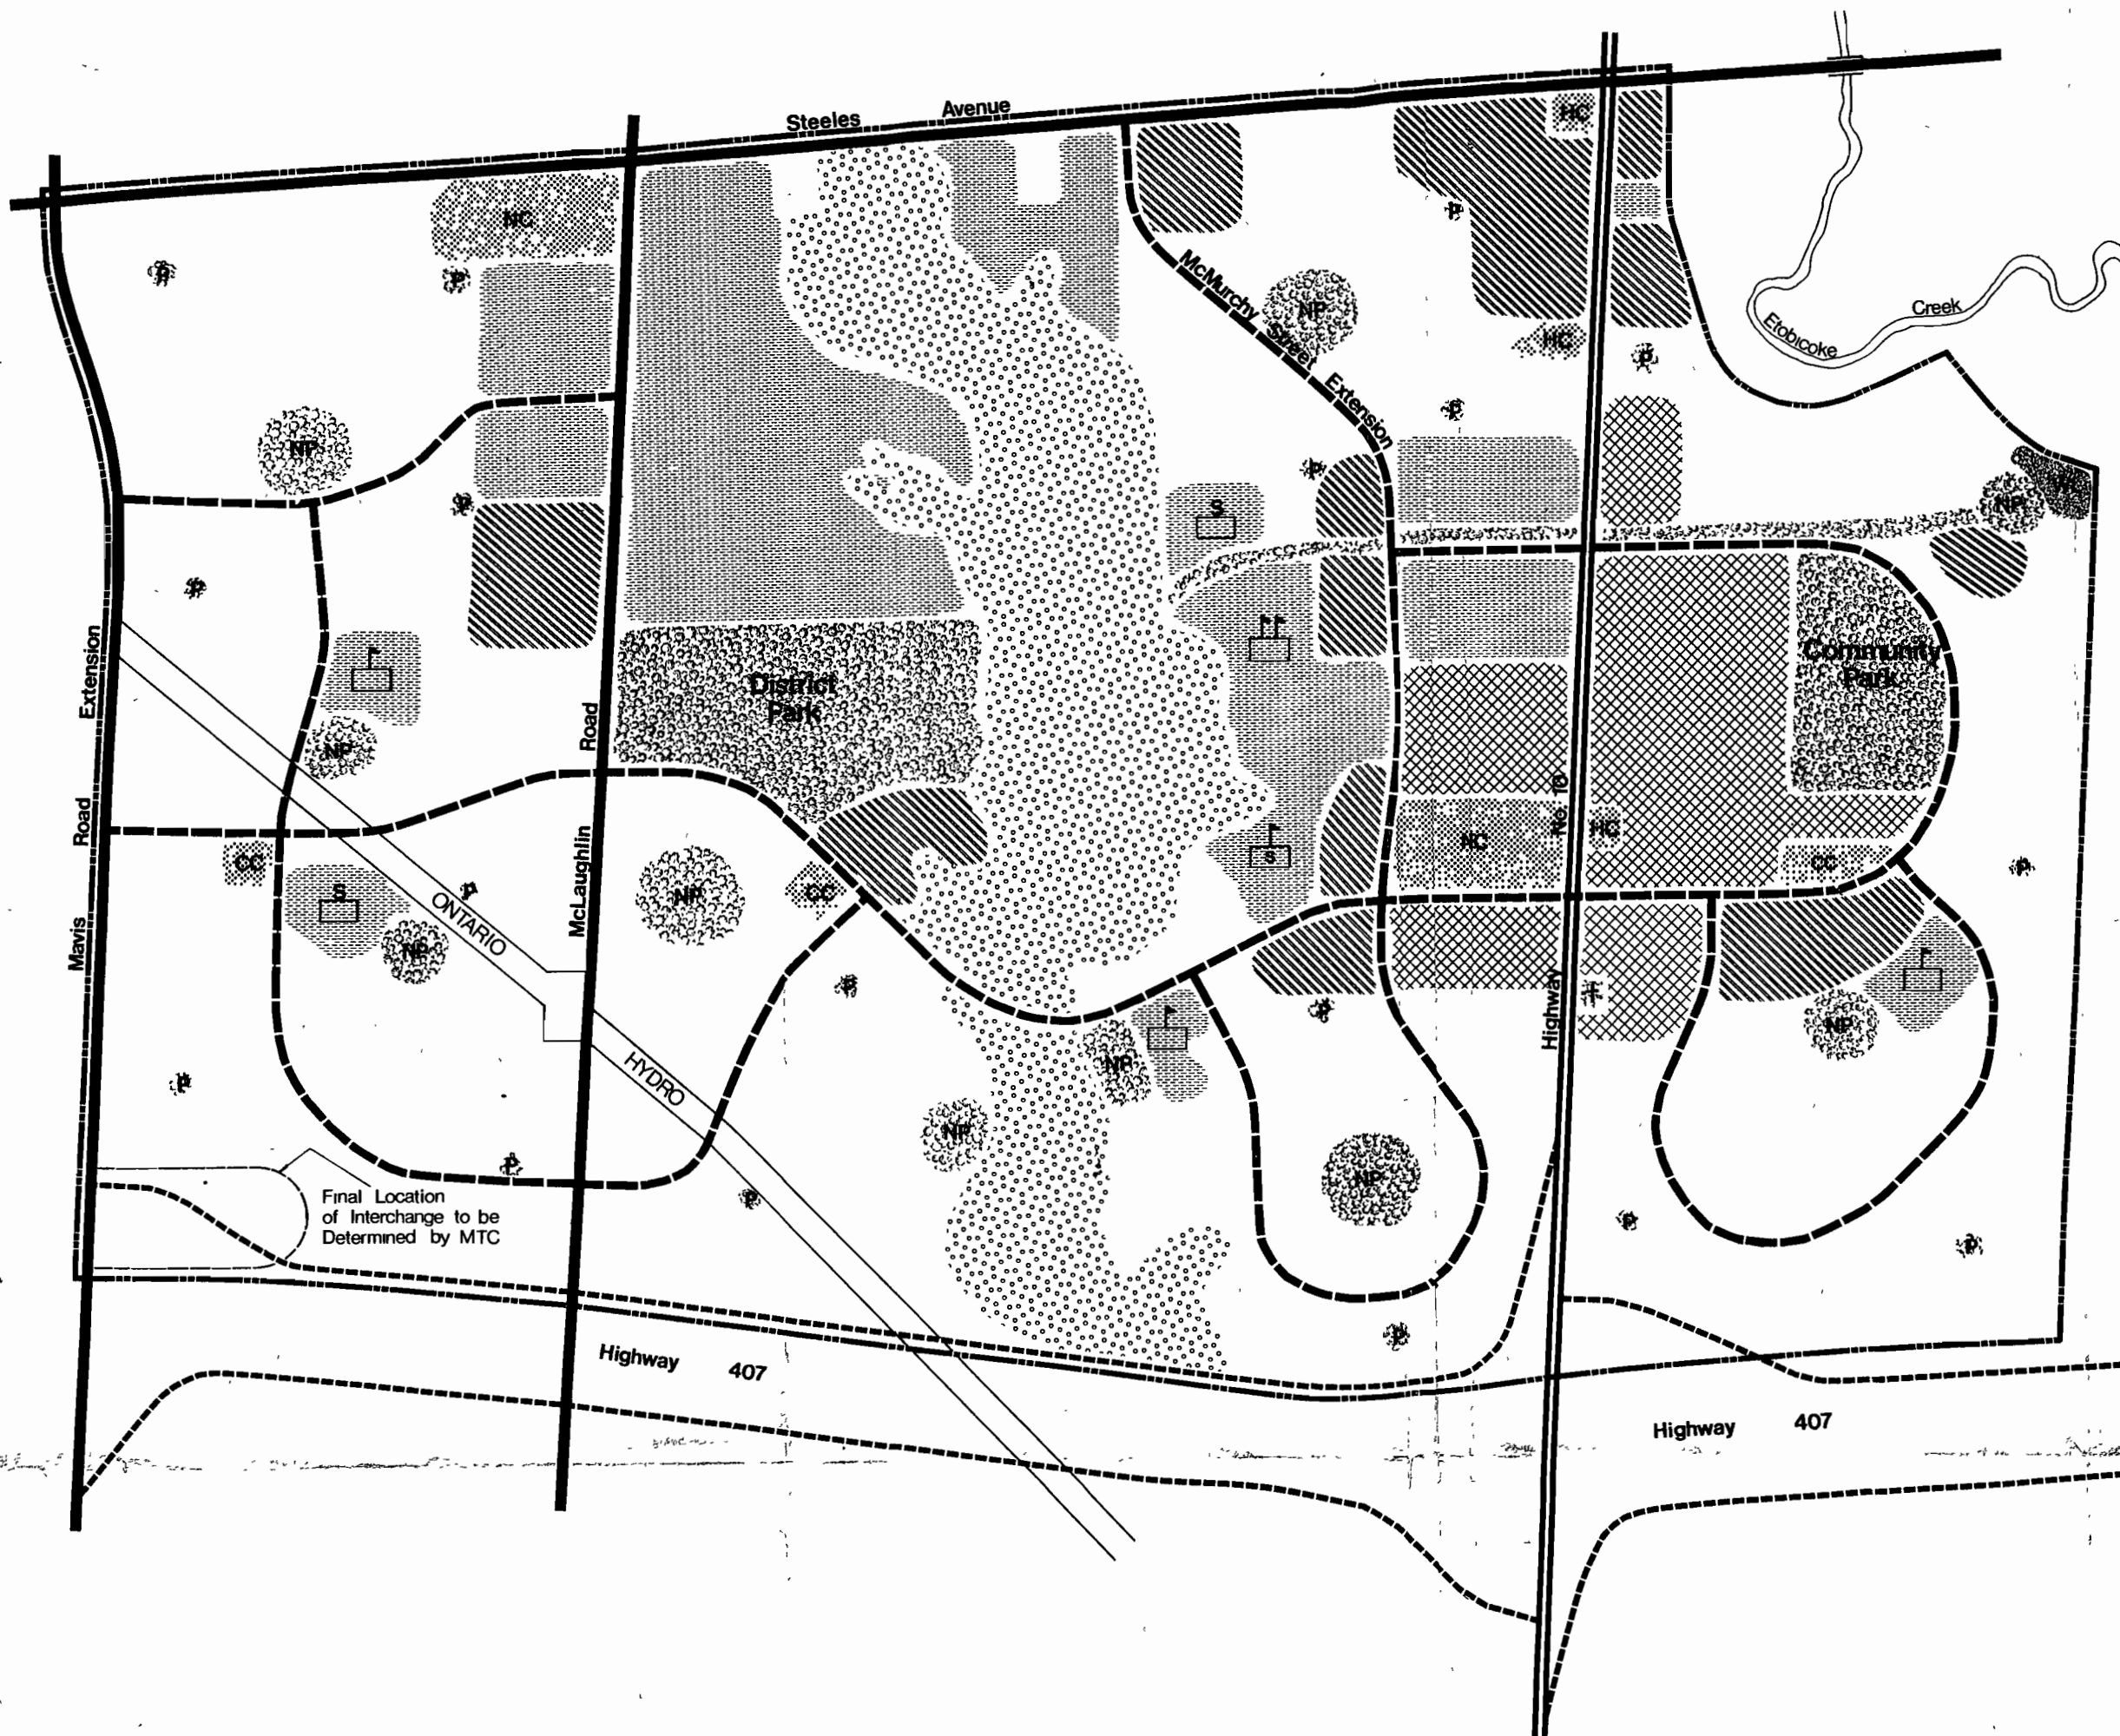 Steeles Avenue
HC
NC
P
P
P
NP
McMurchy Street Extension
HC
P
Etobicoke Creek
P
NP
P
P
NP
S
P
Extension
District
Park
Community
Park
NP
Road
No. 10
Road
NC
HC
CC
CC
S
P
NP
CC
S
P
McLaughlin
Mavis
NP
ONTARIO
P
P
Highway
NP
NP
HYDRO
P
NP
NP
P
P
P
P
P
Final Location
of Interchange to be
Determined by MTC
Highway 407
Highway 407